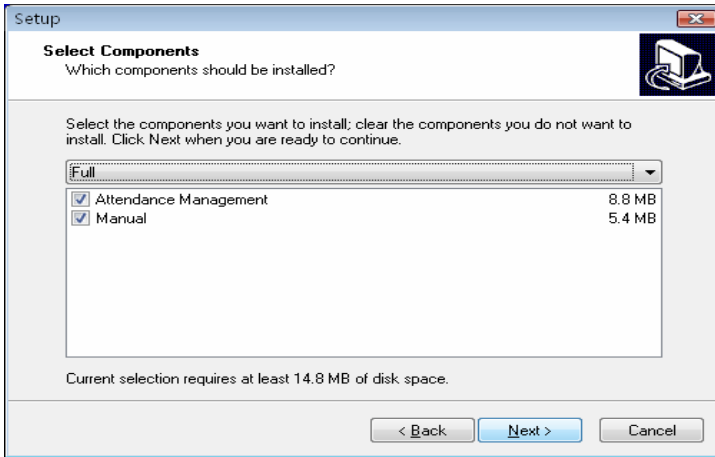 Setup
Select Components
Which components should be installed?
Select the components you want to install; clear the components you do not want to
install. Click Next when you are ready to continue.
Full
Attendance Management 8.8 MB
Manual 5.4 MB
Current selection requires at least 14.8 MB of disk space.
< Back Next > Cancel